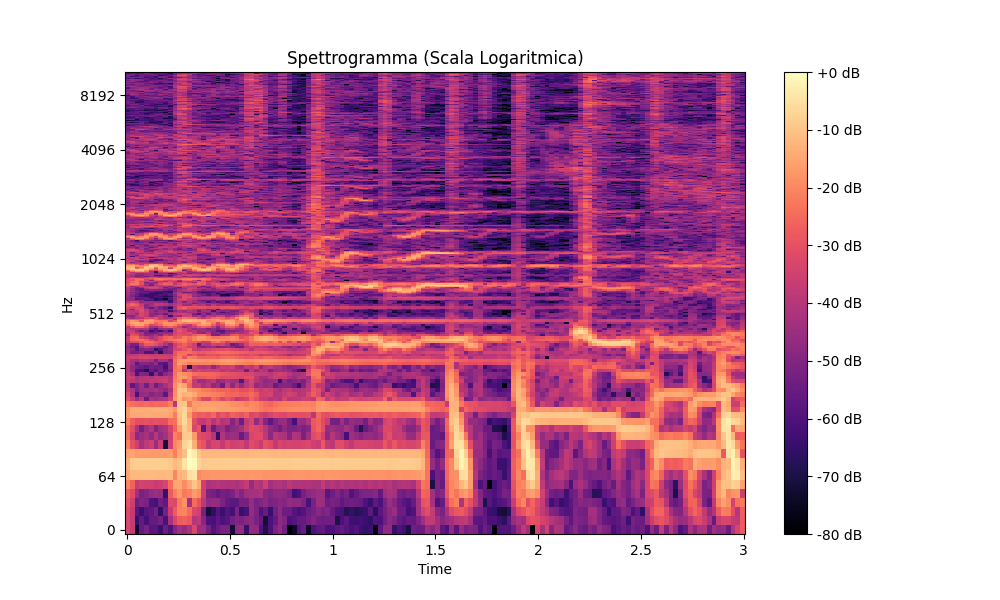 Spettrogramma (Scala Logaritmica)
8192
4096
2048
1024
512
256
128
64
0
Hz
0
0.5
1
1.5
2
2.5
3
Time
+0 dB
-10 dB
-20 dB
-30 dB
-40 dB
-50 dB
-60 dB
-70 dB
-80 dB